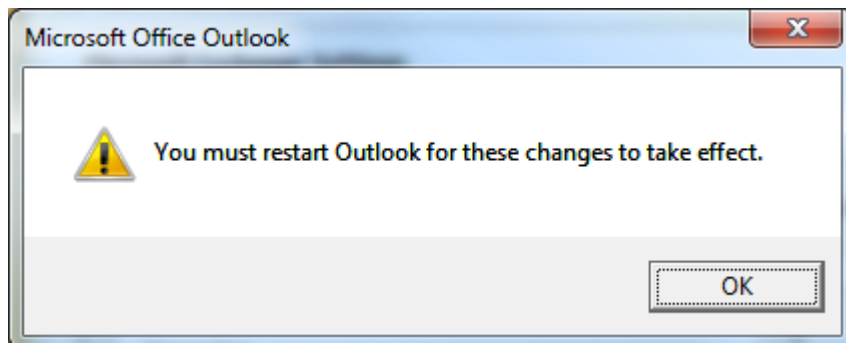 Microsoft Office Outlook
You must restart Outlook for these changes to take effect.
OK